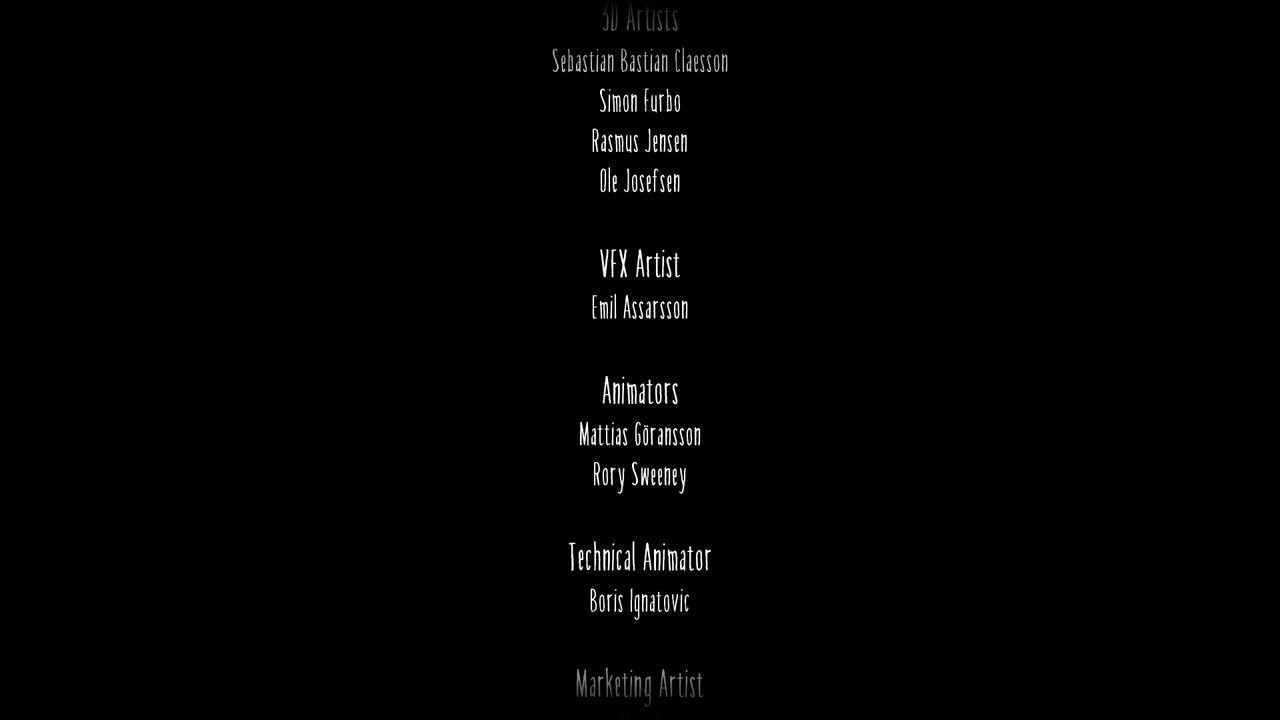 3D Artists
Sebastian Bastian Claesson
Simon Furbo
Rasmus Jensen
Ole Josefsen
VFX Artist
Emil Assarsson
Animators
Mattias Göransson
Rory Sweeney
Technical Animator
Boris Ignatovic
Marketing Artist